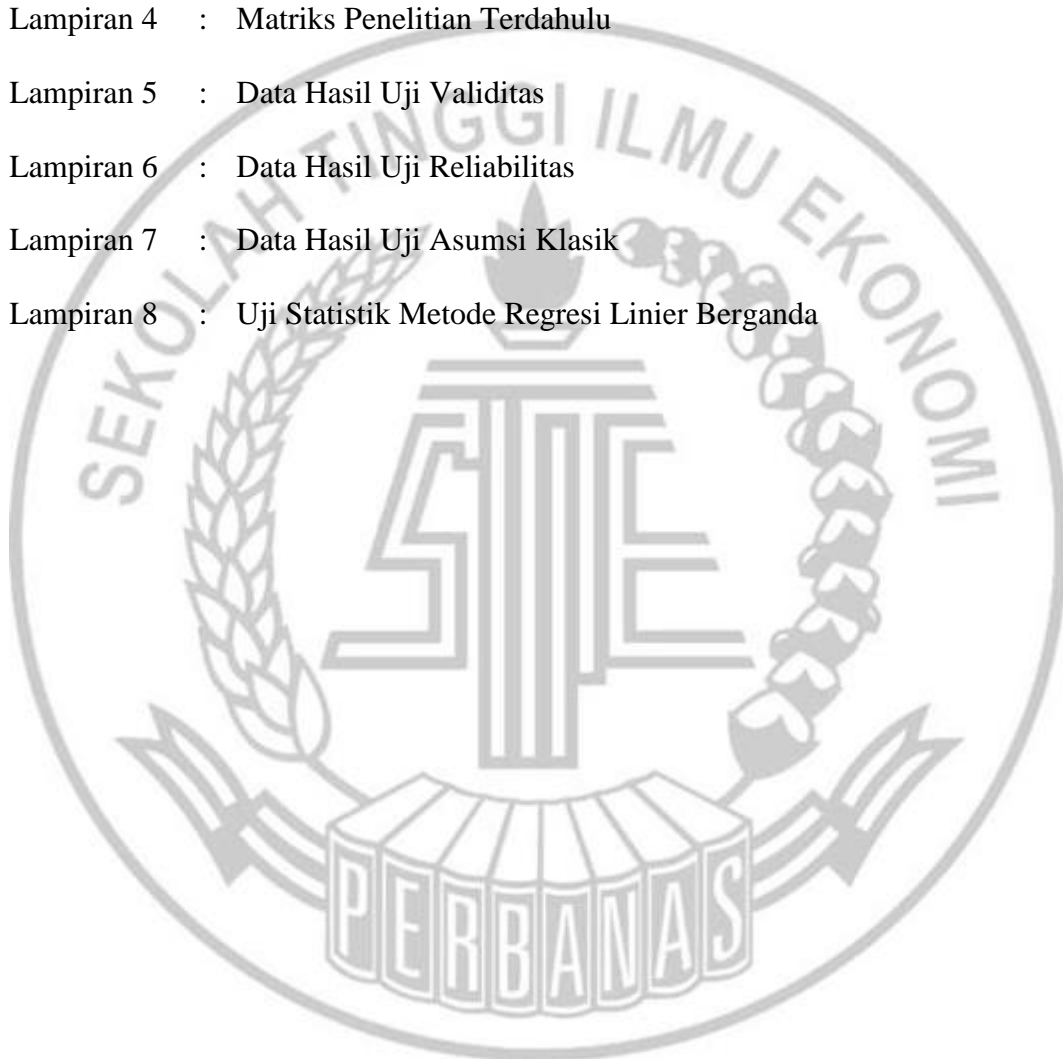 Lampiran 4 : Matriks Penelitian Terdahulu
Lampiran 5 : Data Hasil Uji Validitas
Lampiran 6 : Data Hasil Uji Reliabilitas
Lampiran 7 : Data Hasil Uji Asumsi Klasik
Lampiran 8 : Uji Statistik Metode Regresi Linier Berganda
SEKOLAH TINGGI ILMU EKONOMI
STIE
PERBANAS